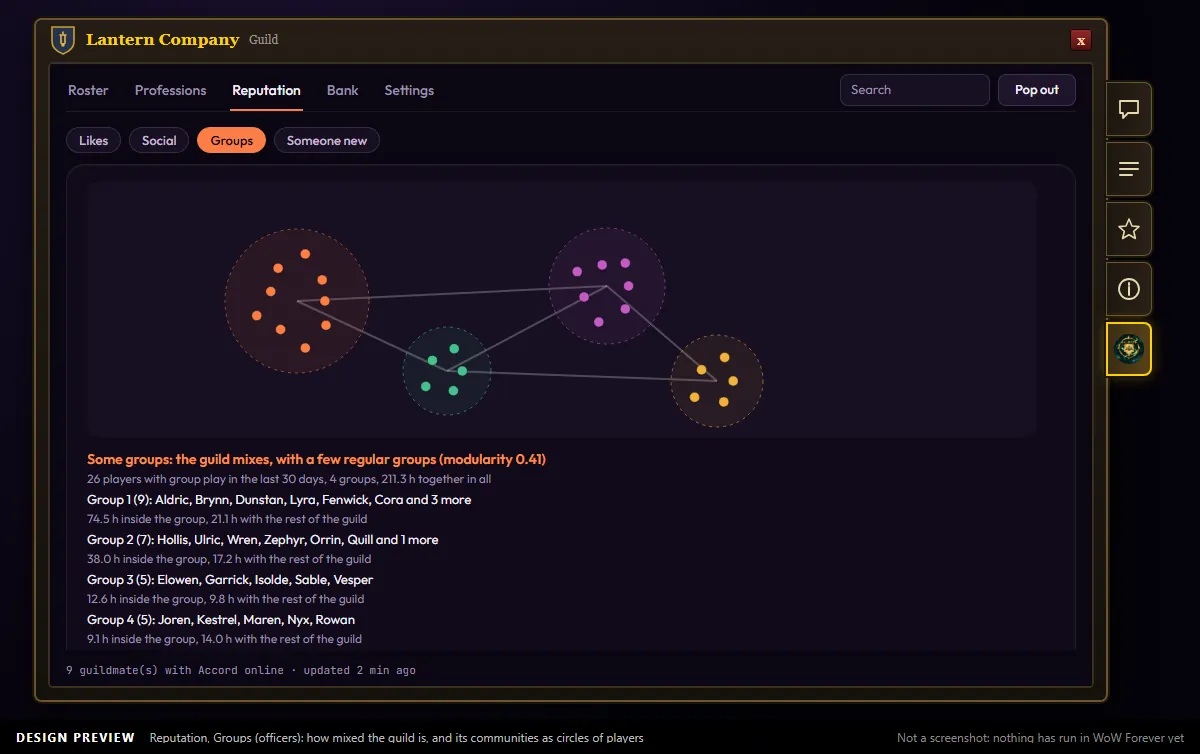 Lantern Company Guild
x
Roster Professions Reputation Bank Settings Search Pop out
Likes Social Groups Someone new
Some groups: the guild mixes, with a few regular groups (modularity 0.41)
26 players with group play in the last 30 days, 4 groups, 211.3 h together in all
Group 1 (9): Aldric, Brynn, Dunstan, Lyra, Fenwick, Cora and 3 more
74.5 h inside the group, 21.1 h with the rest of the guild
Group 2 (7): Hollis, Ulric, Wren, Zephyr, Orrin, Quill and 1 more
38.0 h inside the group, 17.2 h with the rest of the guild
Group 3 (5): Elowen, Garrick, Isolde, Sable, Vesper
12.6 h inside the group, 9.8 h with the rest of the guild
Group 4 (5): Joren, Kestrel, Maren, Nyx, Rowan
9.1 h inside the group, 14.0 h with the rest of the guild
9 guildmate(s) with Accord online · updated 2 min ago
DESIGN PREVIEW Reputation, Groups (officers): how mixed the guild is, and its communities as circles of players Not a screenshot: nothing has run in WoW Forever yet